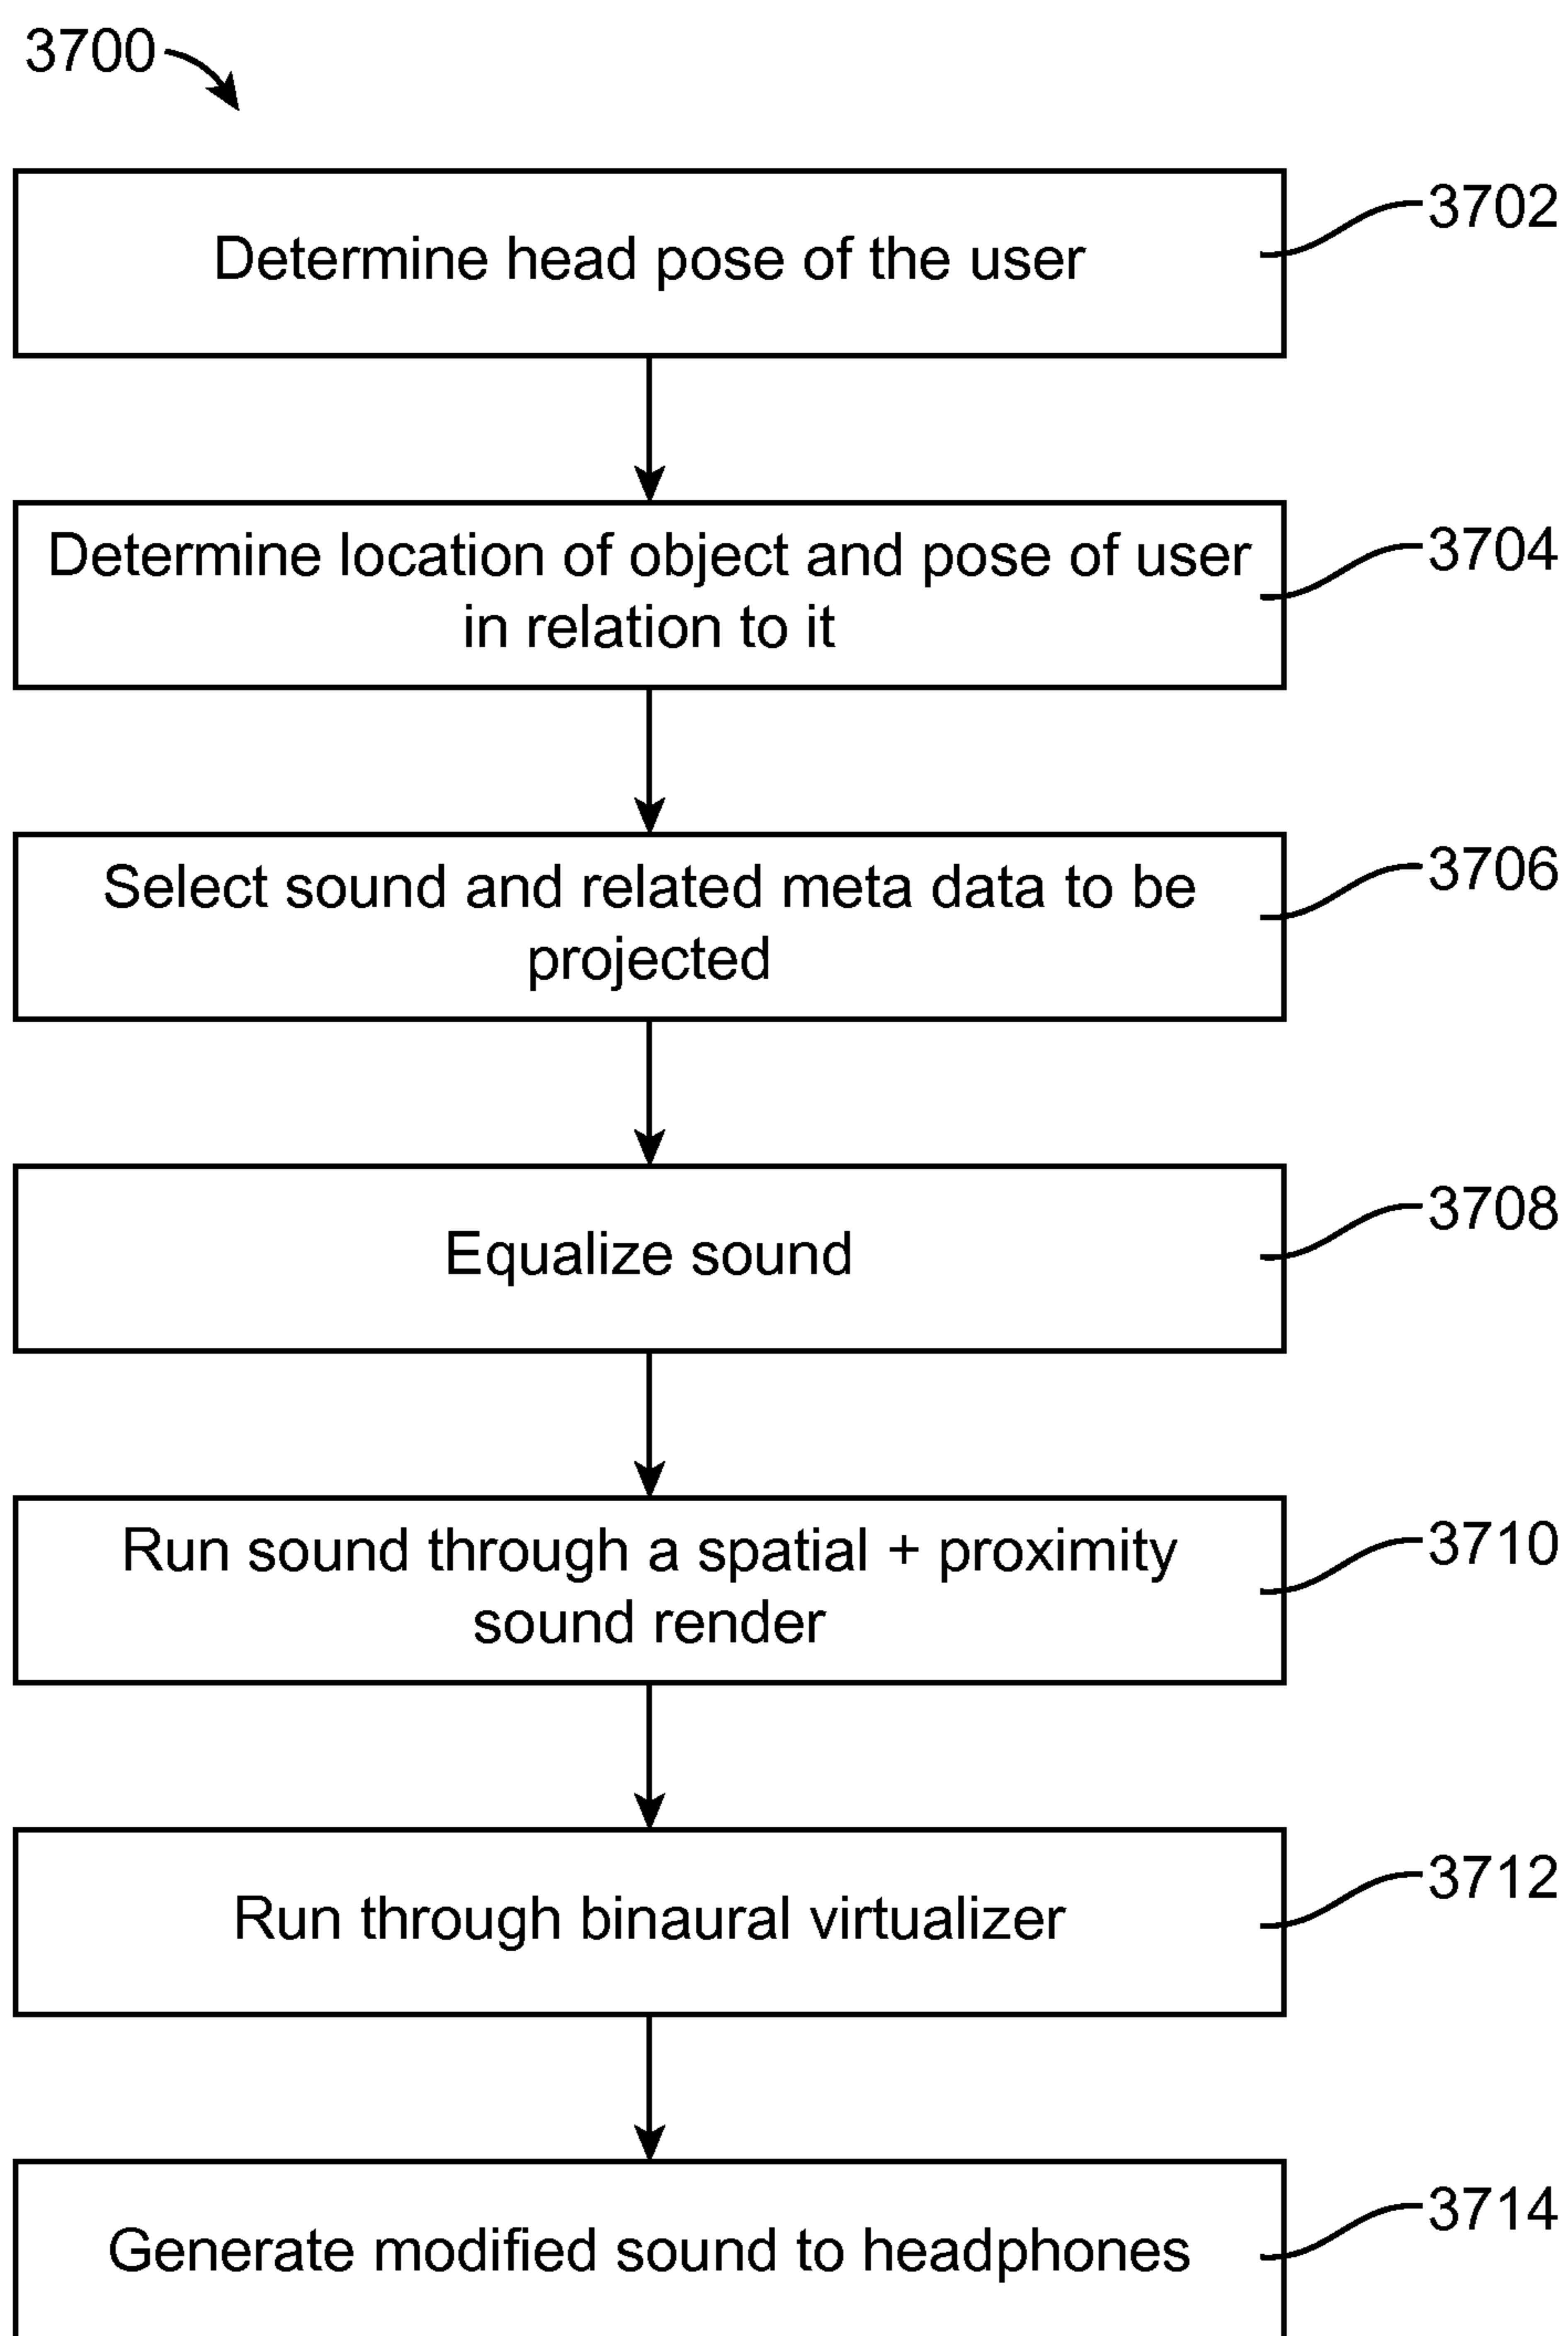 3700
Determine head pose of the user
3702
Determine location of object and pose of user
in relation to it
3704
Select sound and related meta data to be
projected
3706
Equalize sound
3708
Run sound through a spatial + proximity
sound render
3710
Run through binaural virtualizer
3712
Generate modified sound to headphones
3714